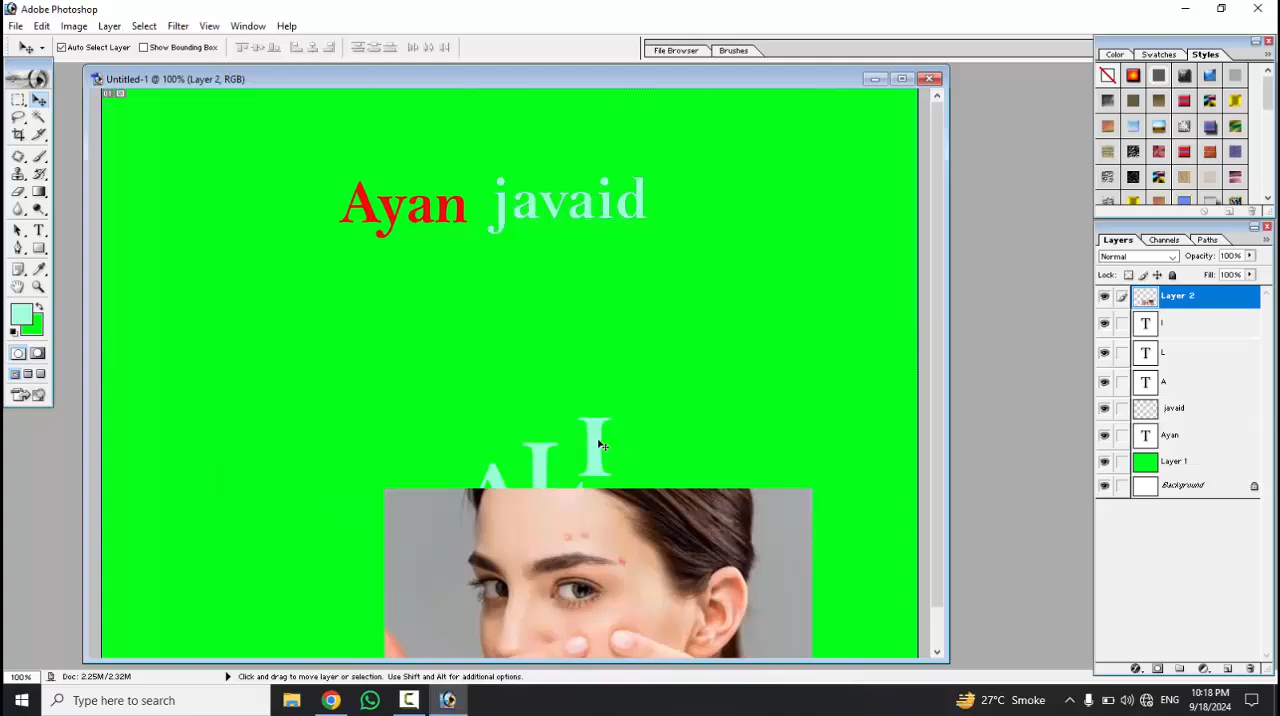 Adobe Photoshop
File Edit Image Layer Select Filter View Window Help
Auto Select Layer Show Bounding Box File Browser Brushes
Color Swatches Styles
Untitled-1 @ 100% (Layer 2, RGB)
Ayan javaid
A L I
Layers Channels Paths
Normal Opacity: 100%
Lock: Fill: 100%
Layer 2
T I
T L
T A
javaid
T Ayan
Layer 1
Background
100% Doc: 2.25M/2.32M Click and drag to move layer or selection. Use Shift and Alt for additional options.
Type here to search 27°C Smoke ENG 10:18 PM
9/18/2024